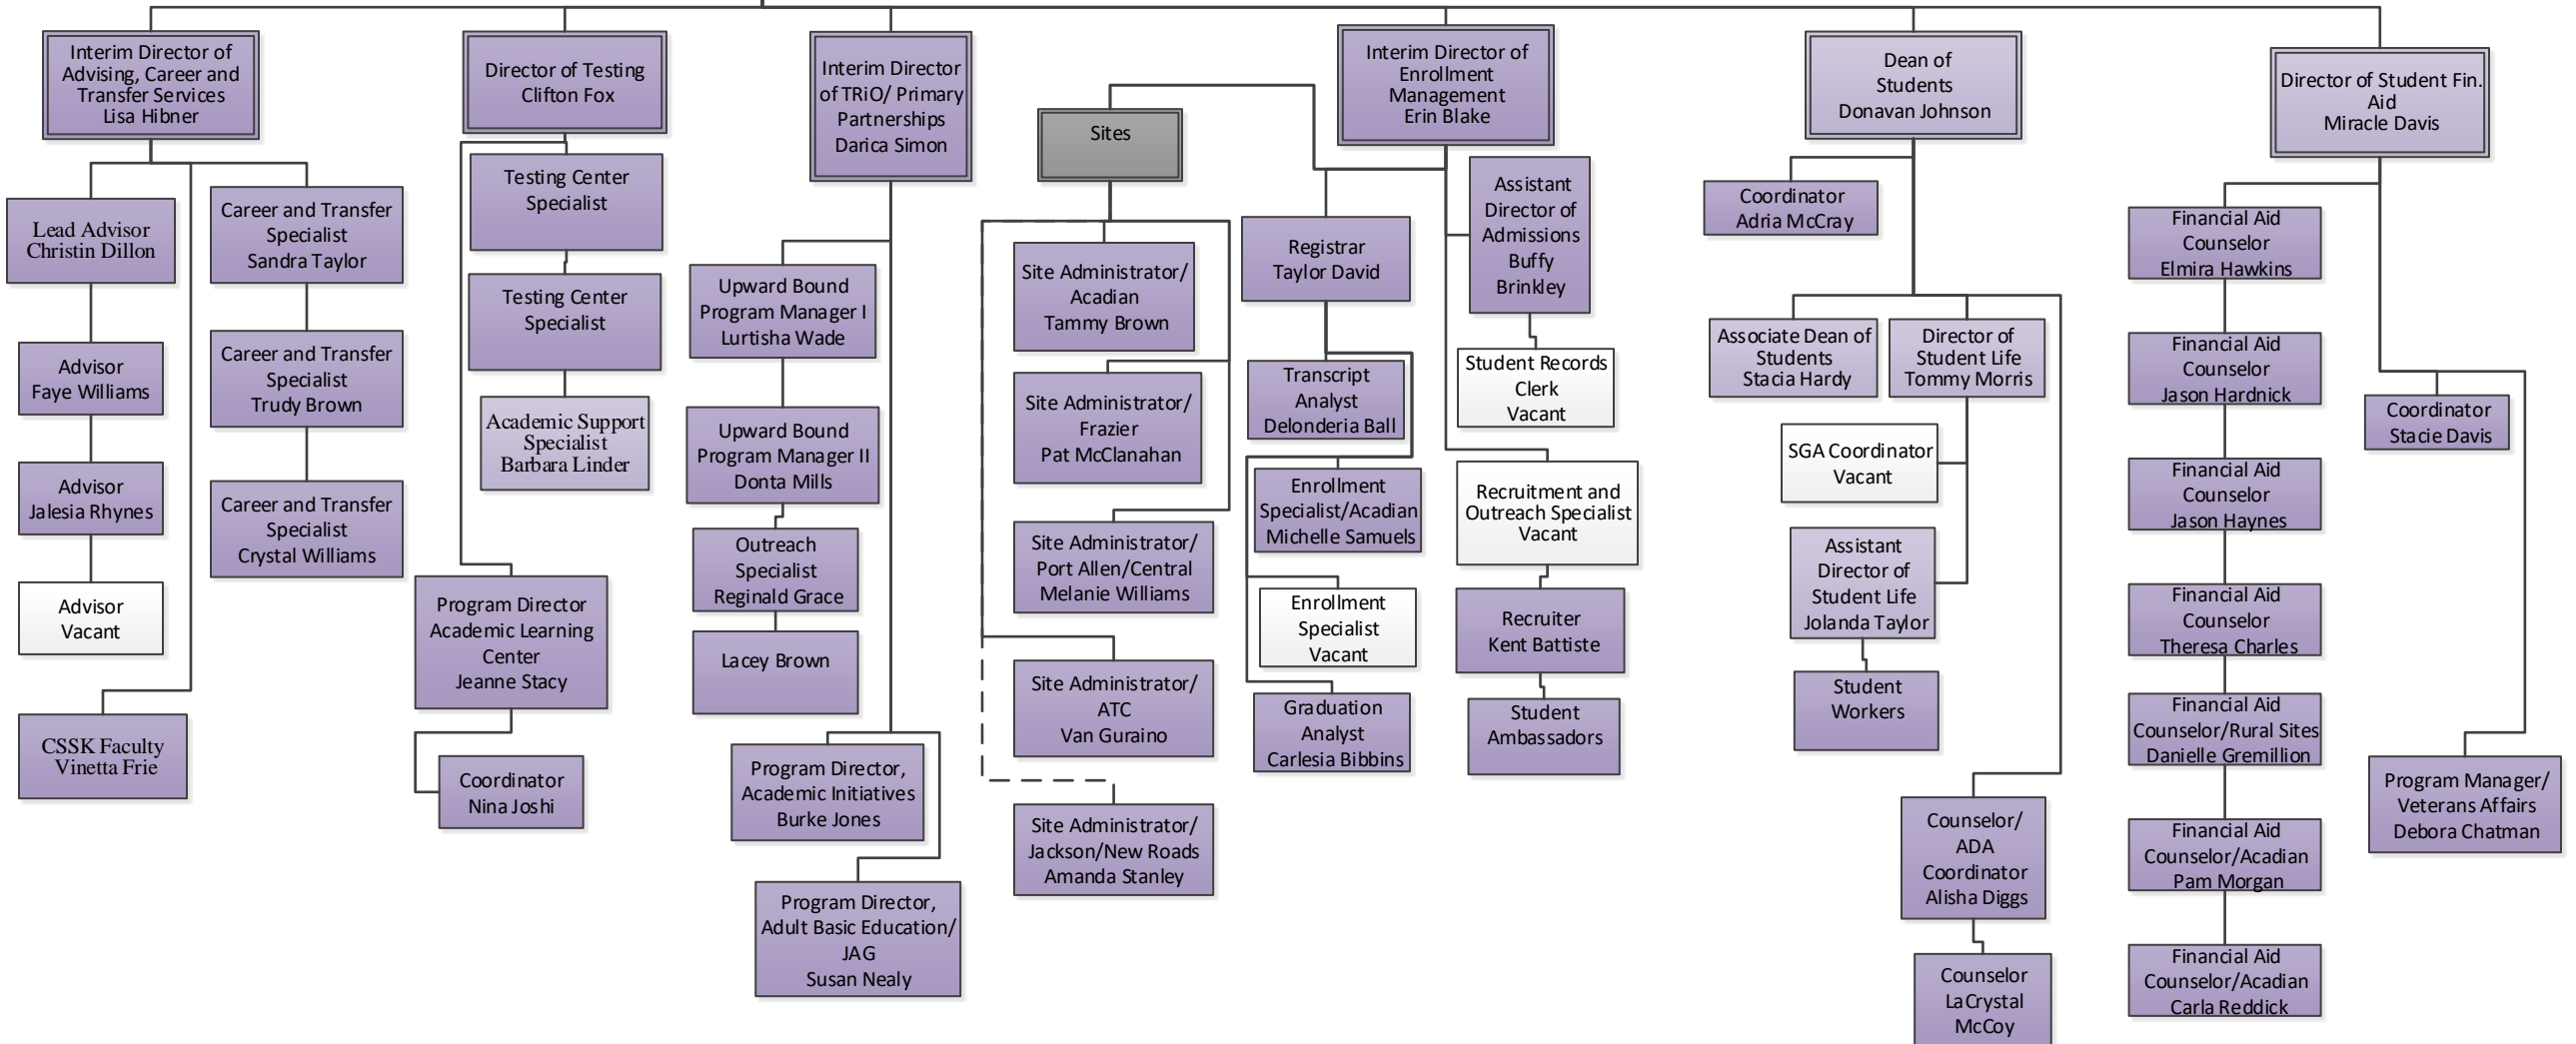 Interim Director of
Advising, Career and
Transfer Services
Lisa Hibner
Lead Advisor
Christin Dillon
Advisor
Faye Williams
Advisor
Jalesia Rhynes
Advisor
Vacant
CSSK Faculty
Vinetta Frie
Career and Transfer
Specialist
Sandra Taylor
Career and Transfer
Specialist
Trudy Brown
Career and Transfer
Specialist
Crystal Williams
Director of Testing
Clifton Fox
Testing Center
Specialist
Testing Center
Specialist
Academic Support
Specialist
Barbara Linder
Program Director
Academic Learning
Center
Jeanne Stacy
Coordinator
Nina Joshi
Interim Director
of TRiO/ Primary
Partnerships
Darica Simon
Upward Bound
Program Manager I
Lurtisha Wade
Upward Bound
Program Manager II
Donta Mills
Outreach
Specialist
Reginald Grace
Lacey Brown
Program Director,
Academic Initiatives
Burke Jones
Program Director,
Adult Basic Education/
JAG
Susan Nealy
Interim Director of
Enrollment
Management
Erin Blake
Sites
Site Administrator/
Acadian
Tammy Brown
Site Administrator/
Frazier
Pat McClanahan
Site Administrator/
Port Allen/Central
Melanie Williams
Site Administrator/
ATC
Van Guraino
Site Administrator/
Jackson/New Roads
Amanda Stanley
Registrar
Taylor David
Transcript
Analyst
Delonderia Ball
Enrollment
Specialist/Acadian
Michelle Samuels
Enrollment
Specialist
Vacant
Graduation
Analyst
Carlesia Bibbins
Assistant
Director of
Admissions
Buffy
Brinkley
Student Records
Clerk
Vacant
Recruitment and
Outreach Specialist
Vacant
Recruiter
Kent Battiste
Student
Ambassadors
Dean of
Students
Donavan Johnson
Coordinator
Adria McCray
Associate Dean of
Students
Stacia Hardy
Director of
Student Life
Tommy Morris
SGA Coordinator
Vacant
Assistant
Director of
Student Life
Jolanda Taylor
Student
Workers
Counselor/
ADA
Coordinator
Alisha Diggs
Counselor
LaCrystal
McCoy
Director of Student Fin.
Aid
Miracle Davis
Financial Aid
Counselor
Elmira Hawkins
Financial Aid
Counselor
Jason Hardnick
Financial Aid
Counselor
Jason Haynes
Financial Aid
Counselor
Theresa Charles
Financial Aid
Counselor/Rural Sites
Danielle Gremillion
Financial Aid
Counselor/Acadian
Pam Morgan
Financial Aid
Counselor/Acadian
Carla Reddick
Coordinator
Stacie Davis
Program Manager/
Veterans Affairs
Debora Chatman